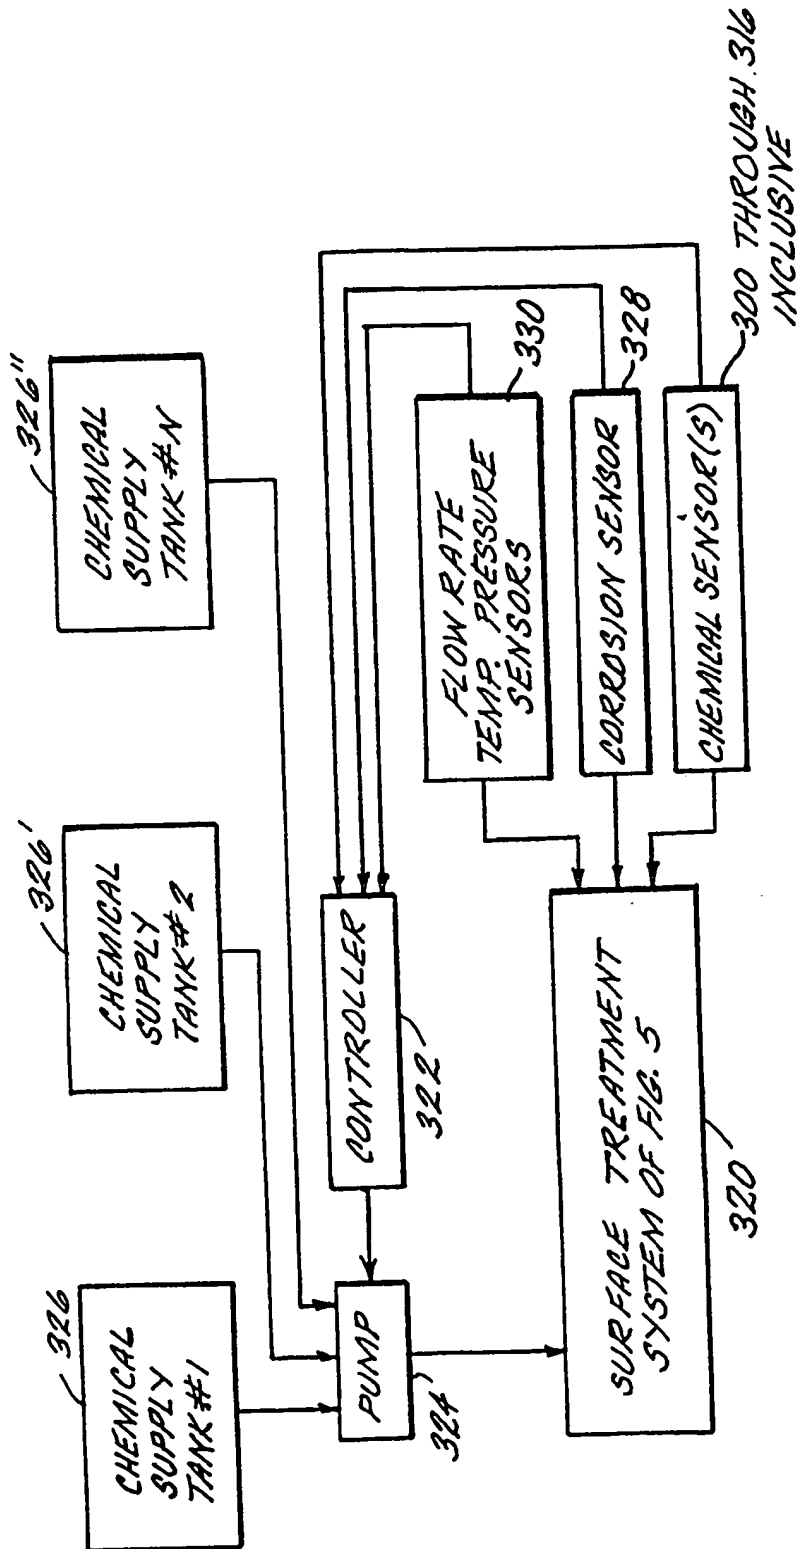 326
CHEMICAL
SUPPLY
TANK #1
326'
CHEMICAL
SUPPLY
TANK # 2
326"
CHEMICAL
SUPPLY
TANK # N
PUMP
324
CONTROLLER
322
FLOW RATE
TEMP. PRESSURE
SENSORS
330
CORROSION SENSOR
328
CHEMICAL SENSOR(S)
300 THROUGH 316
INCLUSIVE
SURFACE TREATMENT
SYSTEM OF FIG. 5
320